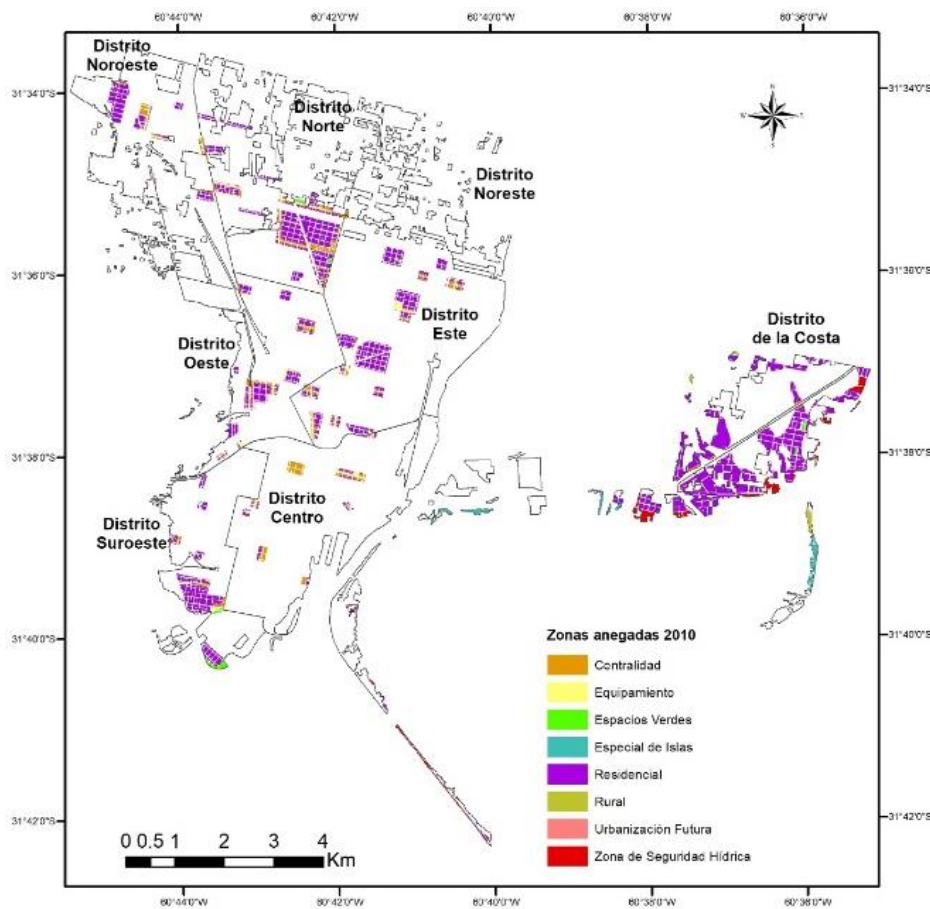 60°44'0"W 60°42'0"W 60°40'0"W 60°38'0"W 60°36'0"W
Distrito
Noroeste
31°34'0"S
31°34'0"S
Distrito
Norte
N
W
S
Distrito
Noreste
31°36'0"S
31°36'0"S
Distrito
Este
Distrito
de la Costa
Distrito
Oeste
31°38'0"S
31°38'0"S
Distrito
Centro
Distrito
Suroeste
31°40'0"S
31°40'0"S
Zonas anegadas 2010
Centralidad
Equipamiento
Espacios Verdes
Especial de Islas
Residencial
Rural
Urbanización Futura
Zona de Seguridad Hídrica
31°42'0"S
31°42'0"S
0 0.5 1 2 3 4
Km
60°44'0"W 60°42'0"W 60°40'0"W 60°38'0"W 60°36'0"W